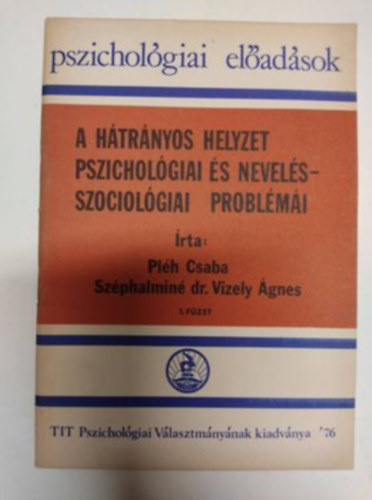 pszichológiai előadások
A HÁTRÁNYOS HELYZET
PSZICHOLÓGIAI ÉS NEVELÉS-
SZOCIOLÓGIAI PROBLÉMÁI
Írta:
Pléh Csaba
Széphalminé dr. Vizely Ágnes
1. FÜZET
TIT Pszichológiai Választmányának kiadványa '76